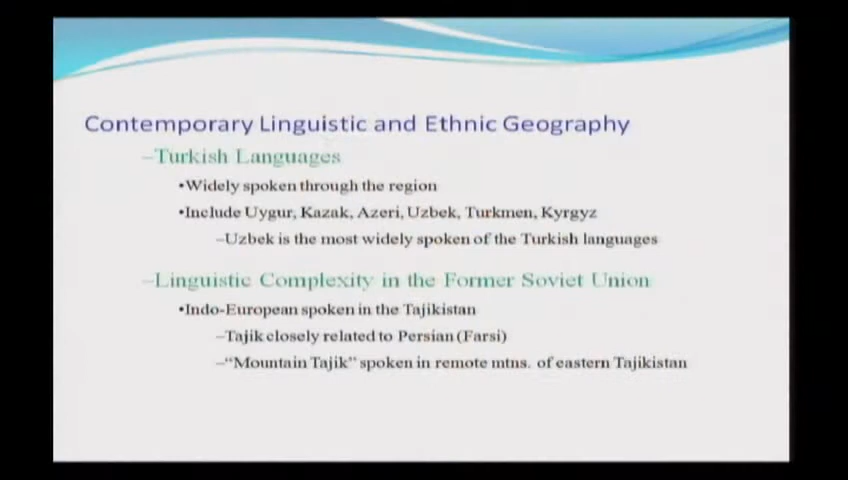 Contemporary Linguistic and Ethnic Geography
–Turkish Languages
•Widely spoken through the region
•Include Uygur, Kazak, Azeri, Uzbek, Turkmen, Kyrgyz
–Uzbek is the most widely spoken of the Turkish languages
–Linguistic Complexity in the Former Soviet Union
•Indo-European spoken in the Tajikistan
–Tajik closely related to Persian (Farsi)
–“Mountain Tajik” spoken in remote mtns. of eastern Tajikistan